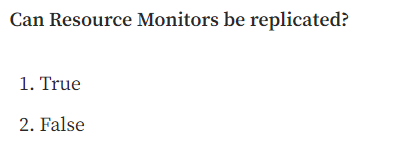 Can Resource Monitors be replicated?
1. True
2. False